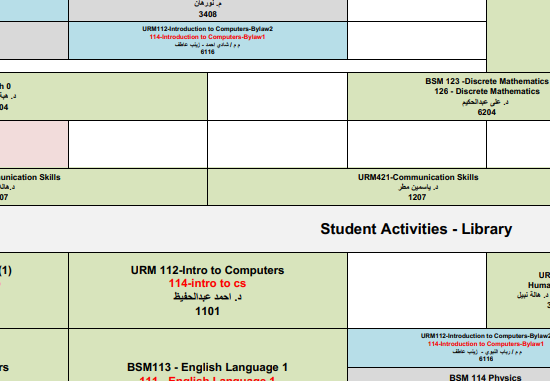 م. نورهان
3408
URM112-Introduction to Computers-Bylaw2
114-Introduction to Computers-Bylaw1
م م / شادي احمد - زينب عاطف
6116
h 0
د. هبة
04
BSM 123 -Discrete Mathematics
126 - Discrete Mathematics
د. علي عبدالحكيم
6204
unication Skills
د.هالة
07
URM421-Communication Skills
د. ياسمين مطر
1207
Student Activities - Library
(1)
URM 112-Intro to Computers
114-intro to cs
د. احمد عبدالحفيظ
1101
UR
Huma
د. هالة نبيل
3
URM112-Introduction to Computers-Bylaw2
114-Introduction to Computers-Bylaw1
م م / رباب النبوي - زينب عاطف
6116
rs
BSM113 - English Language 1
111 - English Language 1
BSM 114 Physics